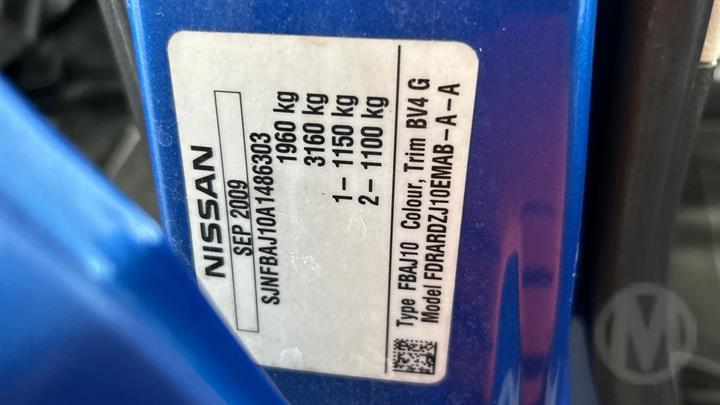 NISSAN
SEP 2009
SJNFBAJ10A1486303
1960 kg
3160 kg
1– 1150 kg
2– 1100 kg
Type FBAJ10 Colour, Trim BV4 G
Model FDRARDZJ10EMAB–A–A
M